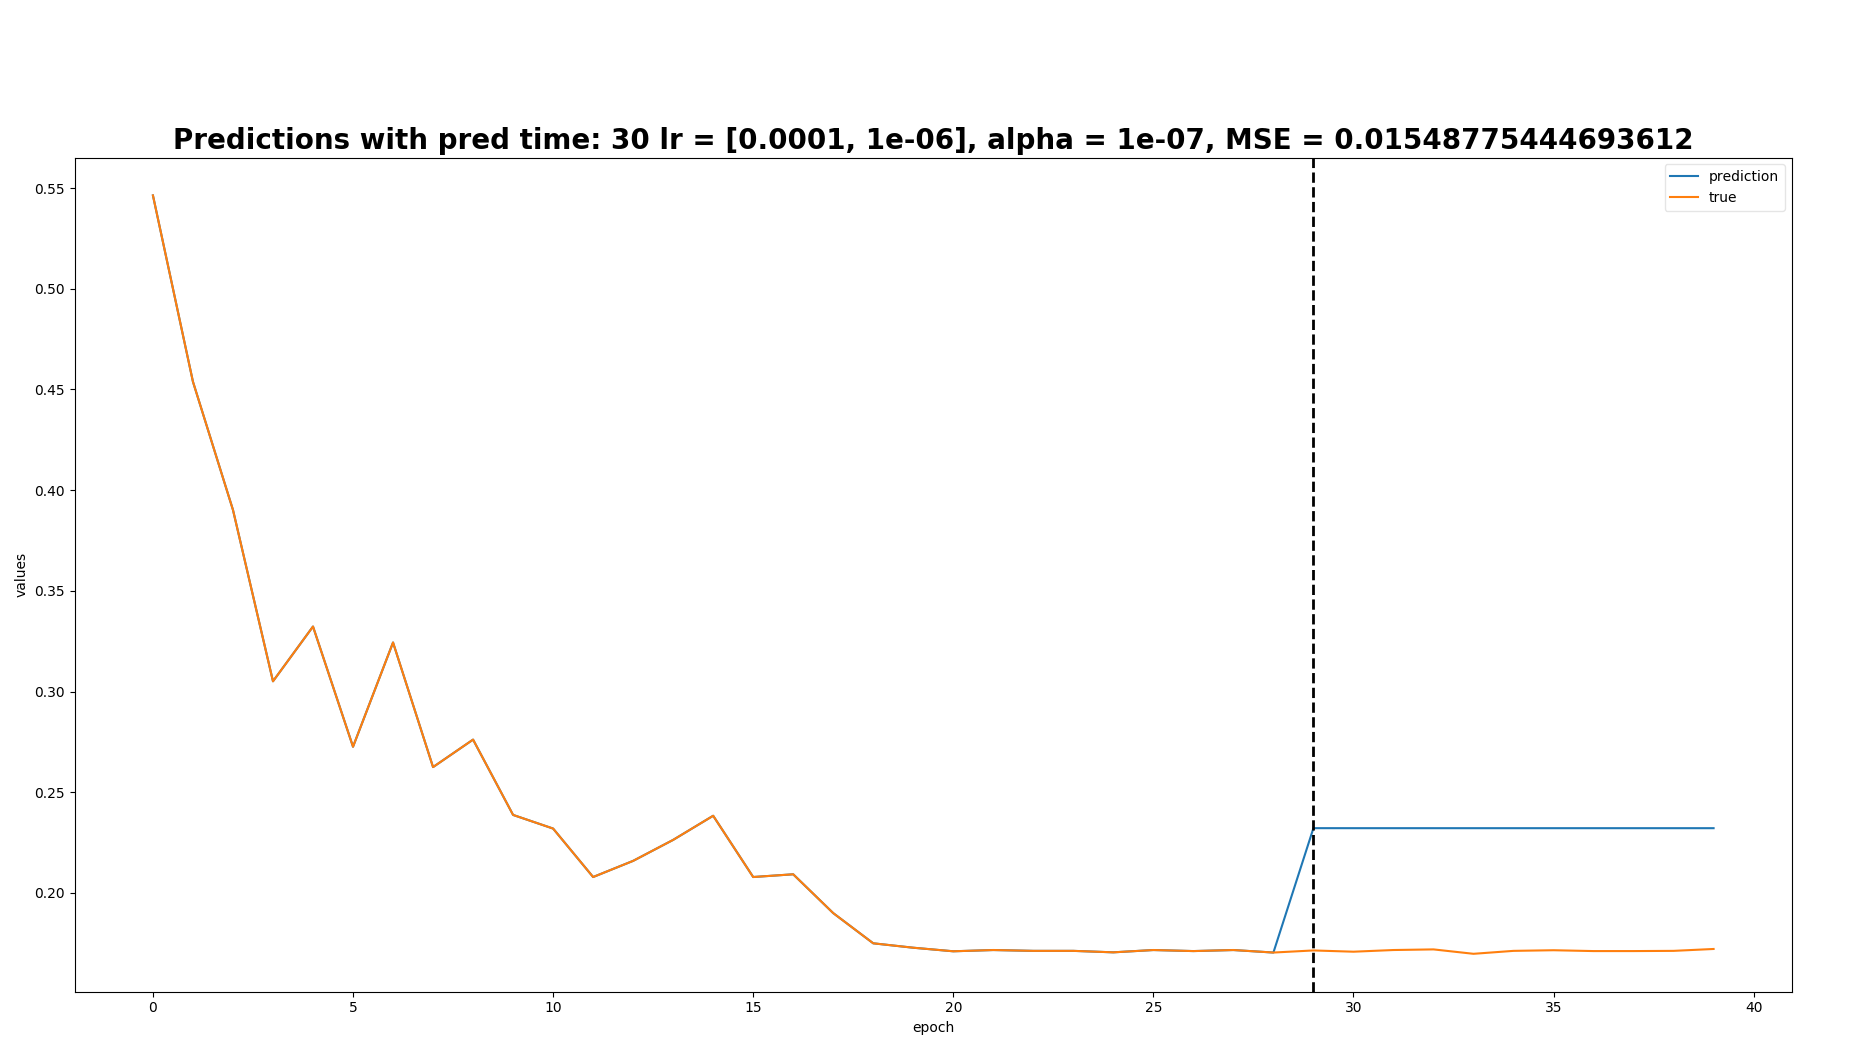 Predictions with pred time: 30 lr = [0.0001, 1e-06], alpha = 1e-07, MSE = 0.01548775444693612
prediction
true
0.55
0.50
0.45
0.40
0.35
0.30
0.25
0.20
values
0 5 10 15 20 25 30 35 40
epoch